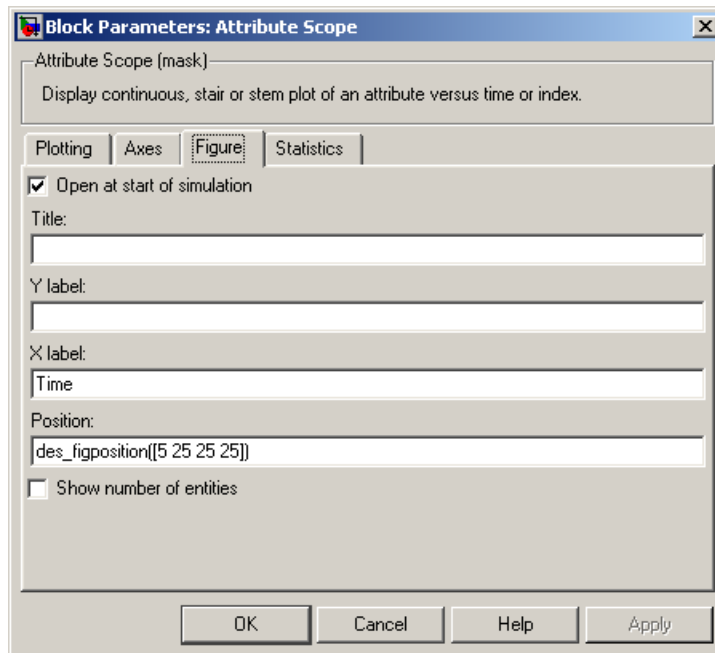 Block Parameters: Attribute Scope
Attribute Scope (mask)
Display continuous, stair or stem plot of an attribute versus time or index.
Plotting Axes Figure Statistics
Open at start of simulation
Title:
Y label:
X label:
Time
Position:
des_figposition([5 25 25 25])
Show number of entities
OK Cancel Help Apply